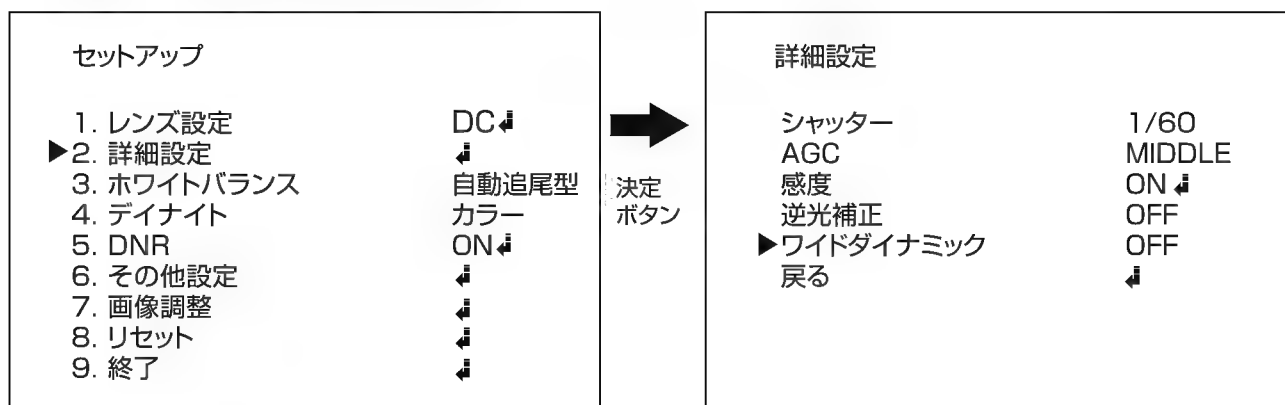 セットアップ
1. レンズ設定 DC↲
▶2. 詳細設定 ↲
3. ホワイトバランス 自動追尾型
4. デイナイト カラー
5. DNR ON↲
6. その他設定 ↲
7. 画像調整 ↲
8. リセット ↲
9. 終了 ↲
決定
ボタン
詳細設定
シャッター 1/60
AGC MIDDLE
感度 ON↲
逆光補正 OFF
▶ワイドダイナミック OFF
戻る ↲